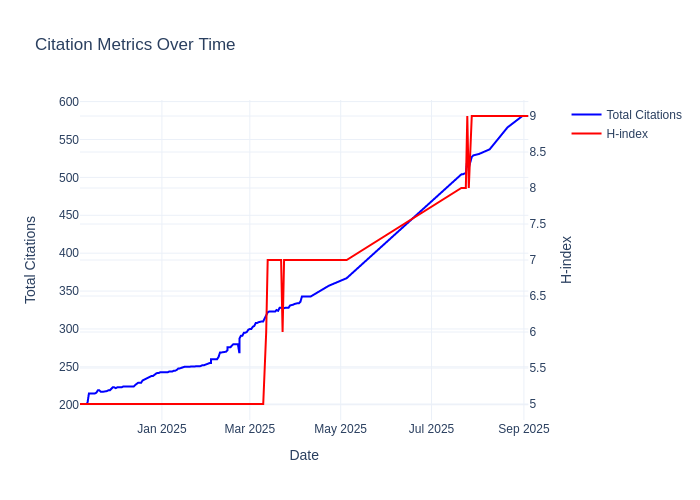 Citation Metrics Over Time
Total Citations
H-index
600
550
500
450
400
350
300
250
200
9
8.5
8
7.5
7
6.5
6
5.5
5
Total Citations
H-index
Jan 2025
Mar 2025
May 2025
Jul 2025
Sep 2025
Date